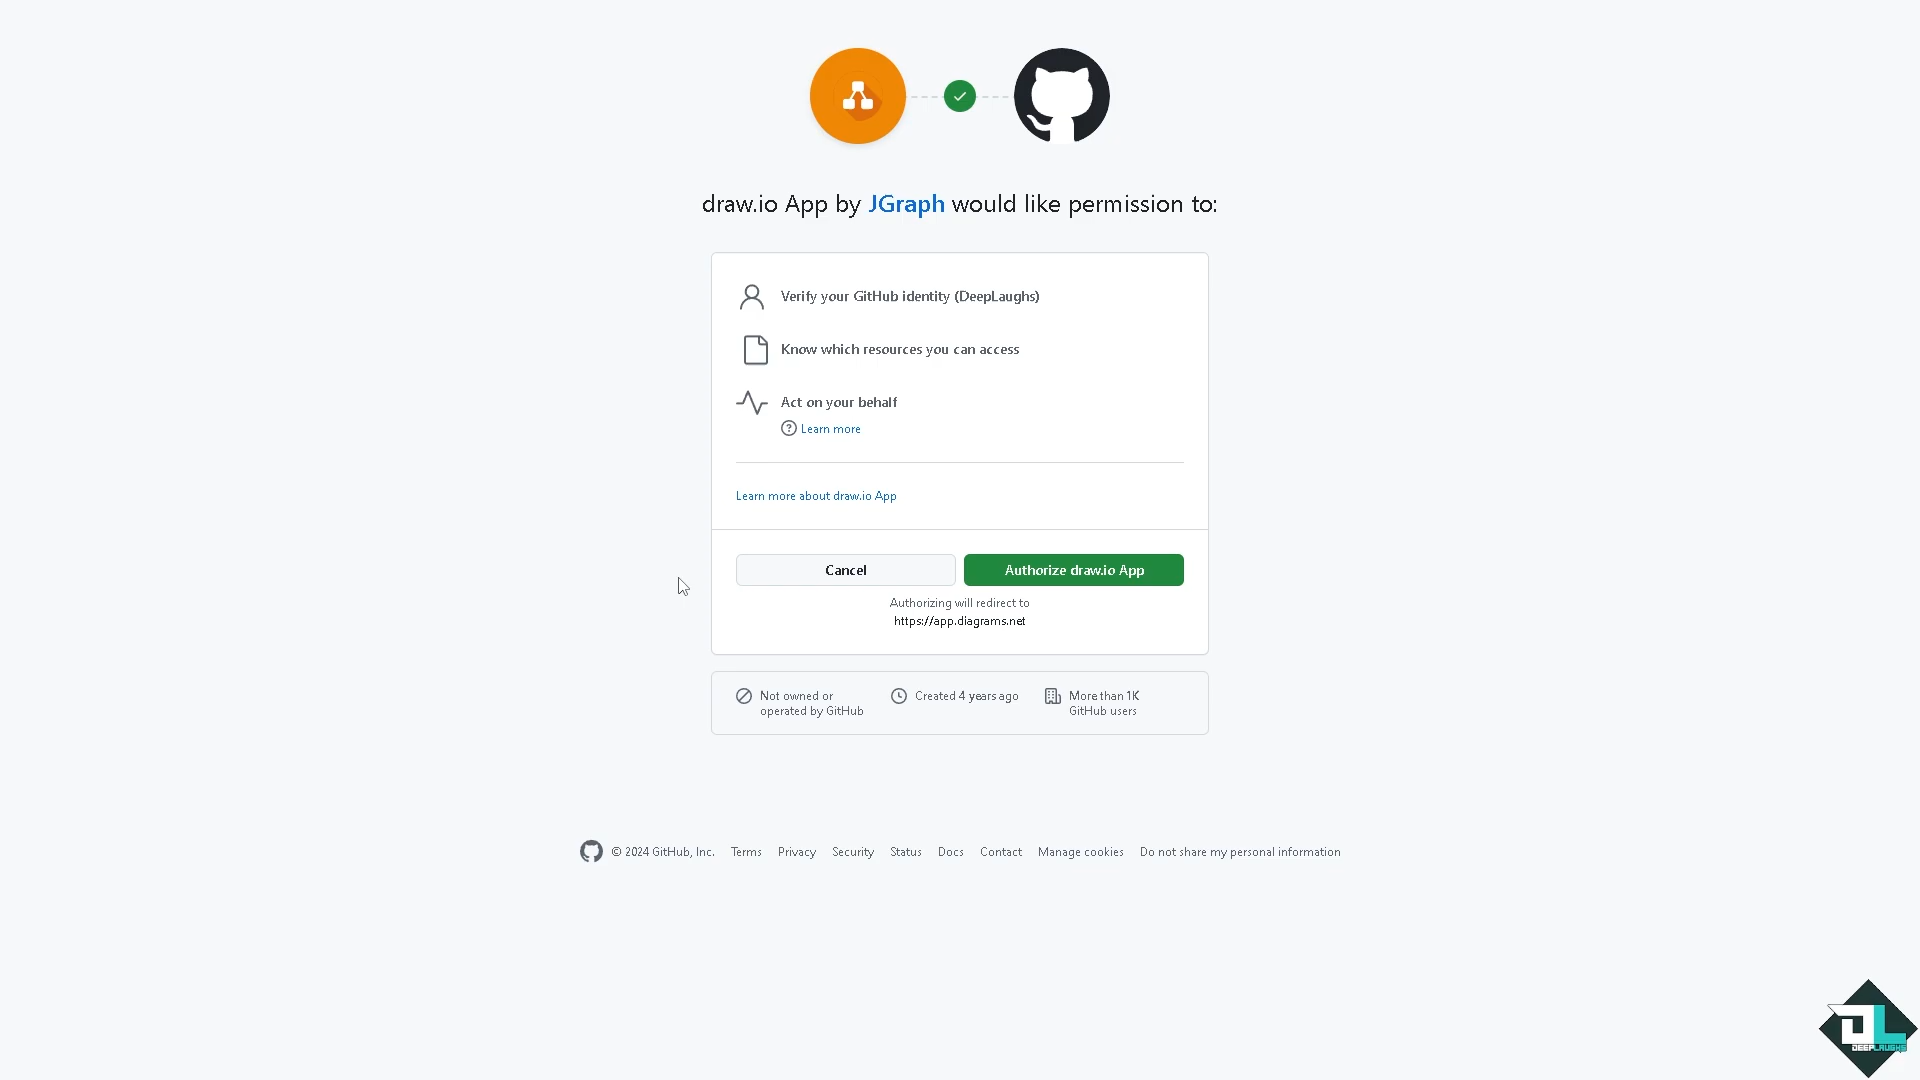 draw.io App by JGraph would like permission to:
Verify your GitHub identity (DeepLaughs)
Know which resources you can access
Act on your behalf
Learn more
Learn more about draw.io App
Cancel
Authorize draw.io App
Authorizing will redirect to
https://app.diagrams.net
Not owned or
operated by GitHub
Created 4 years ago
More than 1K
GitHub users
© 2024 GitHub, Inc. Terms Privacy Security Status Docs Contact Manage cookies Do not share my personal information
DL
DEEPLAUGHS